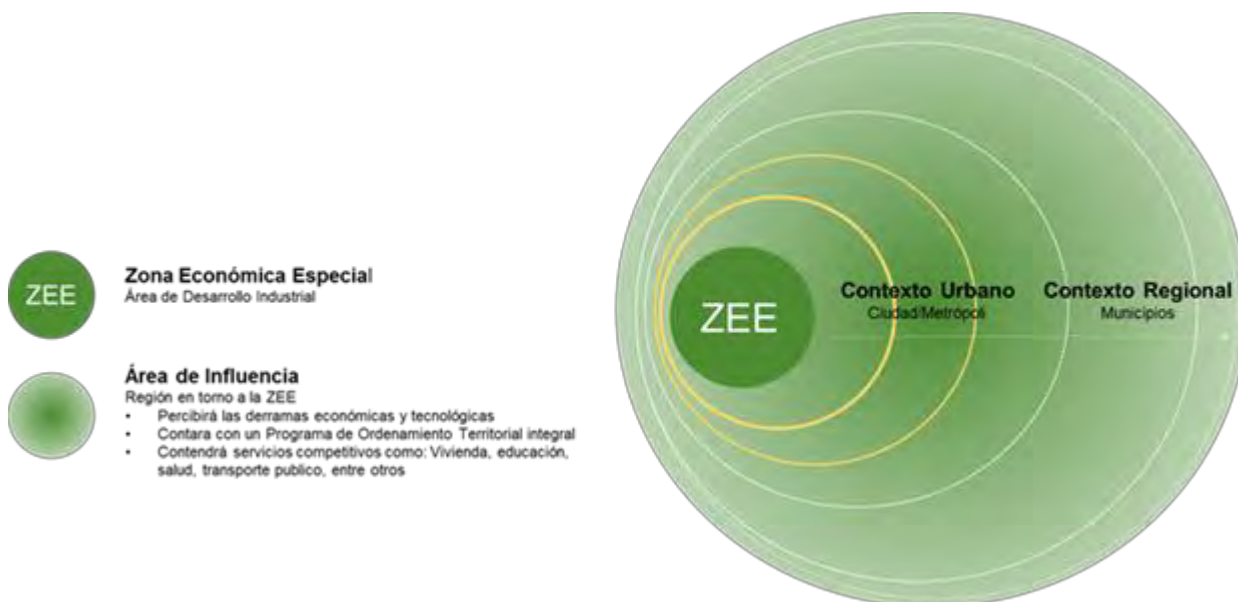 ZEE
Zona Económica Especial
Área de Desarrollo Industrial
Área de Influencia
Región en torno a la ZEE
• Percibirá las derramas económicas y tecnológicas
• Contara con un Programa de Ordenamiento Territorial integral
• Contendrá servicios competitivos como: Vivienda, educación,
salud, transporte publico, entre otros
ZEE
Contexto Urbano
Ciudad/Metrópoli
Contexto Regional
Municipios